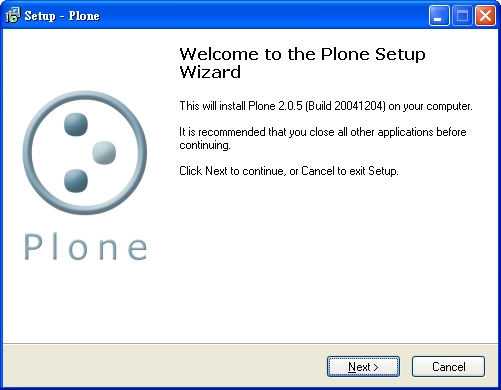 Setup - Plone
Welcome to the Plone Setup
Wizard
This will install Plone 2.0.5 (Build 20041204) on your computer.
It is recommended that you close all other applications before
continuing.
Click Next to continue, or Cancel to exit Setup.
Plone
Next >
Cancel